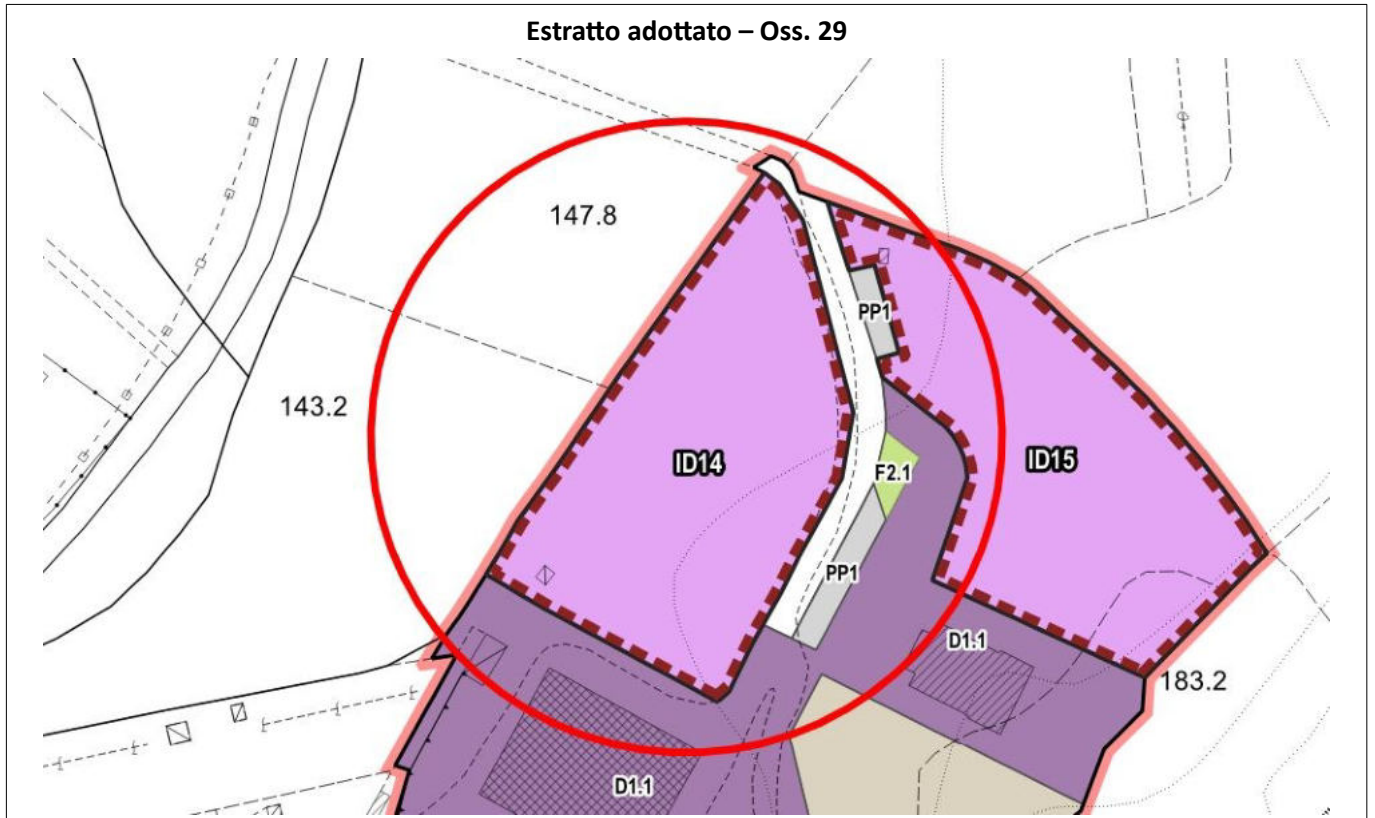 Estratto adottato – Oss. 29
147.8
PP1
143.2
ID14
F2.1
ID15
PP1
D1.1
183.2
D1.1